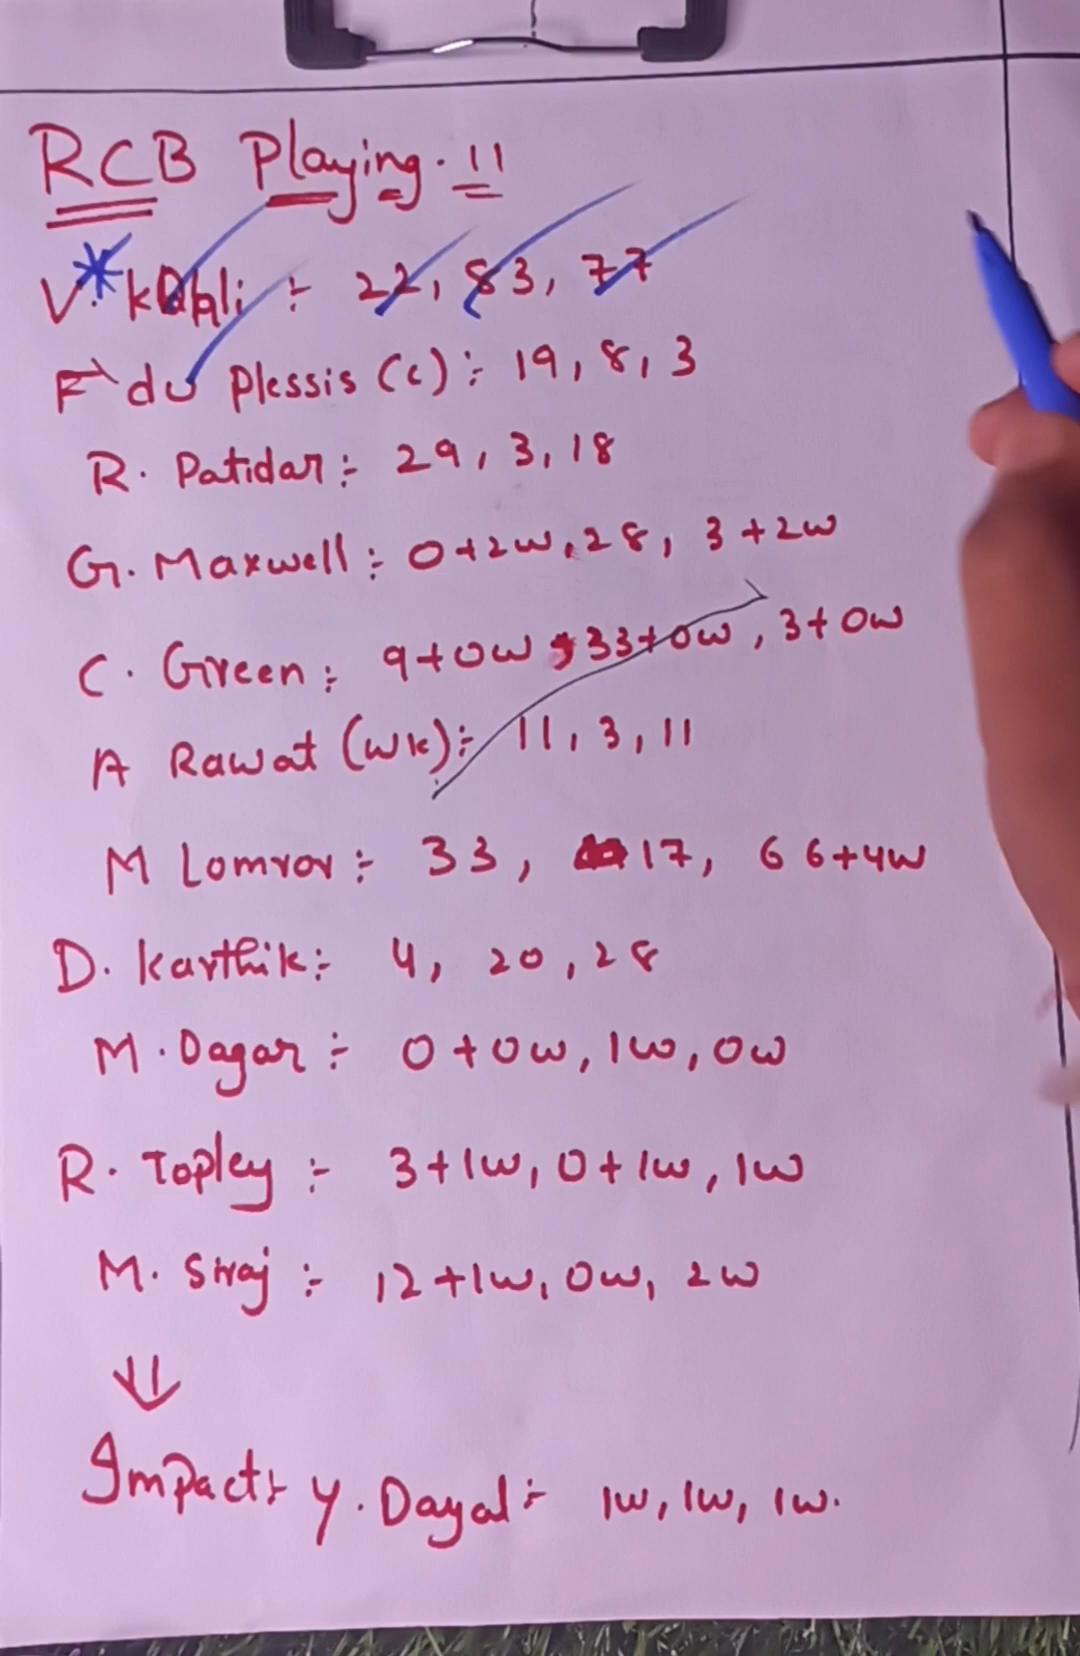 RCB Playing. 11
V. Kohli :- 22, 83, 77
F du Plessis (c) :- 19, 8, 3
R. Patidar :- 29, 3, 18
G. Maxwell :- 0+2w, 28, 3+2w
C. Green :- 9+0w, 33+0w, 3+0w
A Rawat (Wk) :- 11, 3, 11
M Lomror :- 33, 17, 66+4w
D. Karthik :- 4, 20, 28
M. Dagar :- 0+0w, 1w, 0w
R. Topley :- 3+1w, 0+1w, 1w
M. Siraj :- 12+1w, 0w, 2w
Impact :- Y. Dayal :- 1w, 1w, 1w.